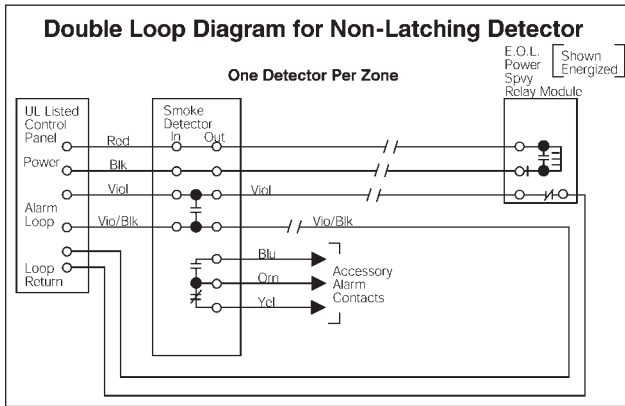 Double Loop Diagram for Non-Latching Detector
One Detector Per Zone
E.O.L.
Power
Spvy
Relay Module
Shown
Energized
UL Listed
Control
Panel
Power
Alarm
Loop
Loop
Return
Smoke
Detector
In Out
Red
Blk
Viol
Viol
Vio/Blk
Vio/Blk
Blu
Orn
Yel
Accessory
Alarm
Contacts